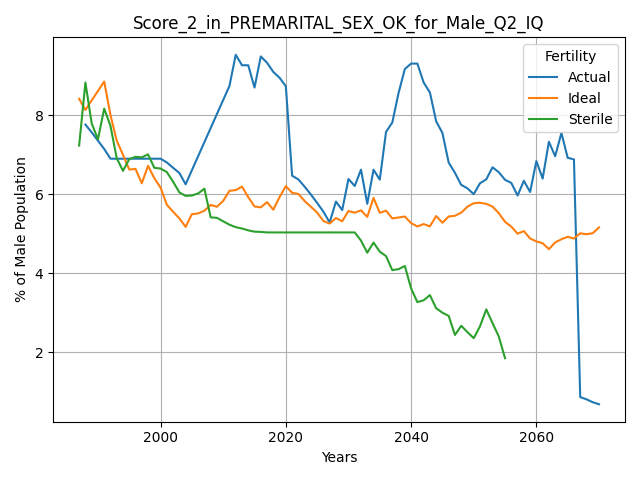 Score_2_in_PREMARITAL_SEX_OK_for_Male_Q2_IQ
Fertility
Actual
Ideal
Sterile
% of Male Population
8
6
4
2
2000
2020
2040
2060
Years